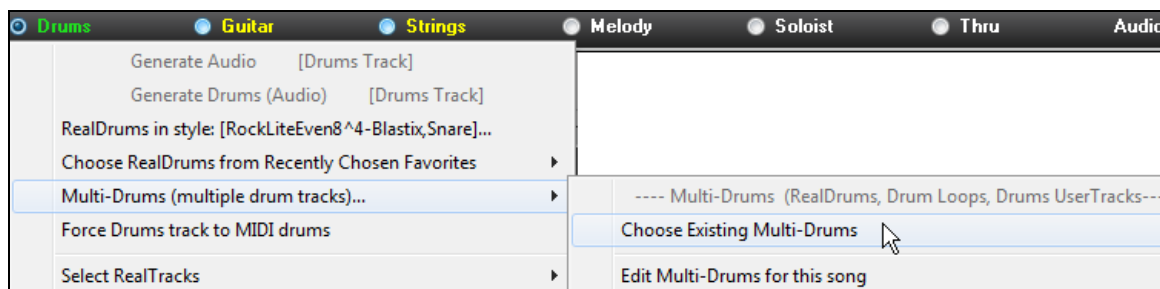 Drums Guitar Strings Melody Soloist Thru Audio
Generate Audio [Drums Track]
Generate Drums (Audio) [Drums Track]
RealDrums in style: [RockLiteEven8^4-Blastix,Snare]...
Choose RealDrums from Recently Chosen Favorites
Multi-Drums (multiple drum tracks)...
---- Multi-Drums (RealDrums, Drum Loops, Drums UserTracks---
Force Drums track to MIDI drums
Choose Existing Multi-Drums
Select RealTracks
Edit Multi-Drums for this song